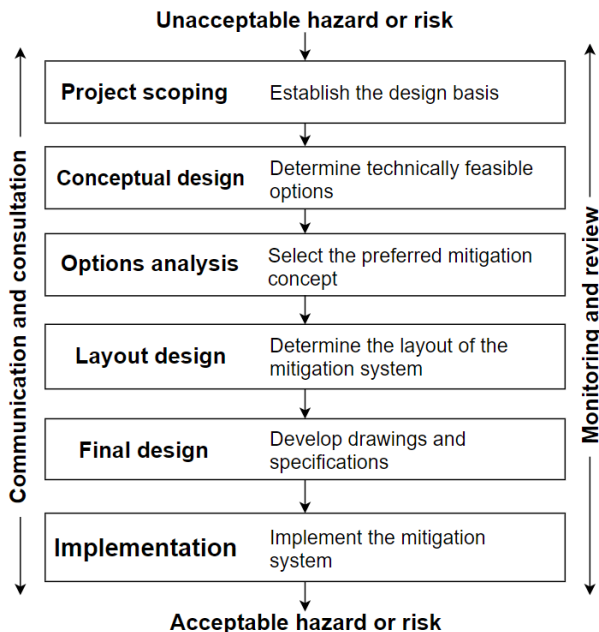 Unacceptable hazard or risk
Communication and consultation
Monitoring and review
Project scoping
Establish the design basis
Conceptual design
Determine technically feasible
options
Options analysis
Select the preferred mitigation
concept
Layout design
Determine the layout of the
mitigation system
Final design
Develop drawings and
specifications
Implementation
Implement the mitigation
system
Acceptable hazard or risk